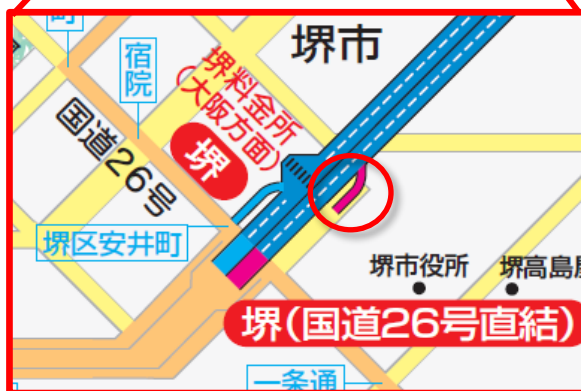 町
宿院
堺市
堺料金所
(大阪方面)
堺
国道26号
堺区安井町
堺市役所
堺高島屋
堺(国道26号直結)
一条通